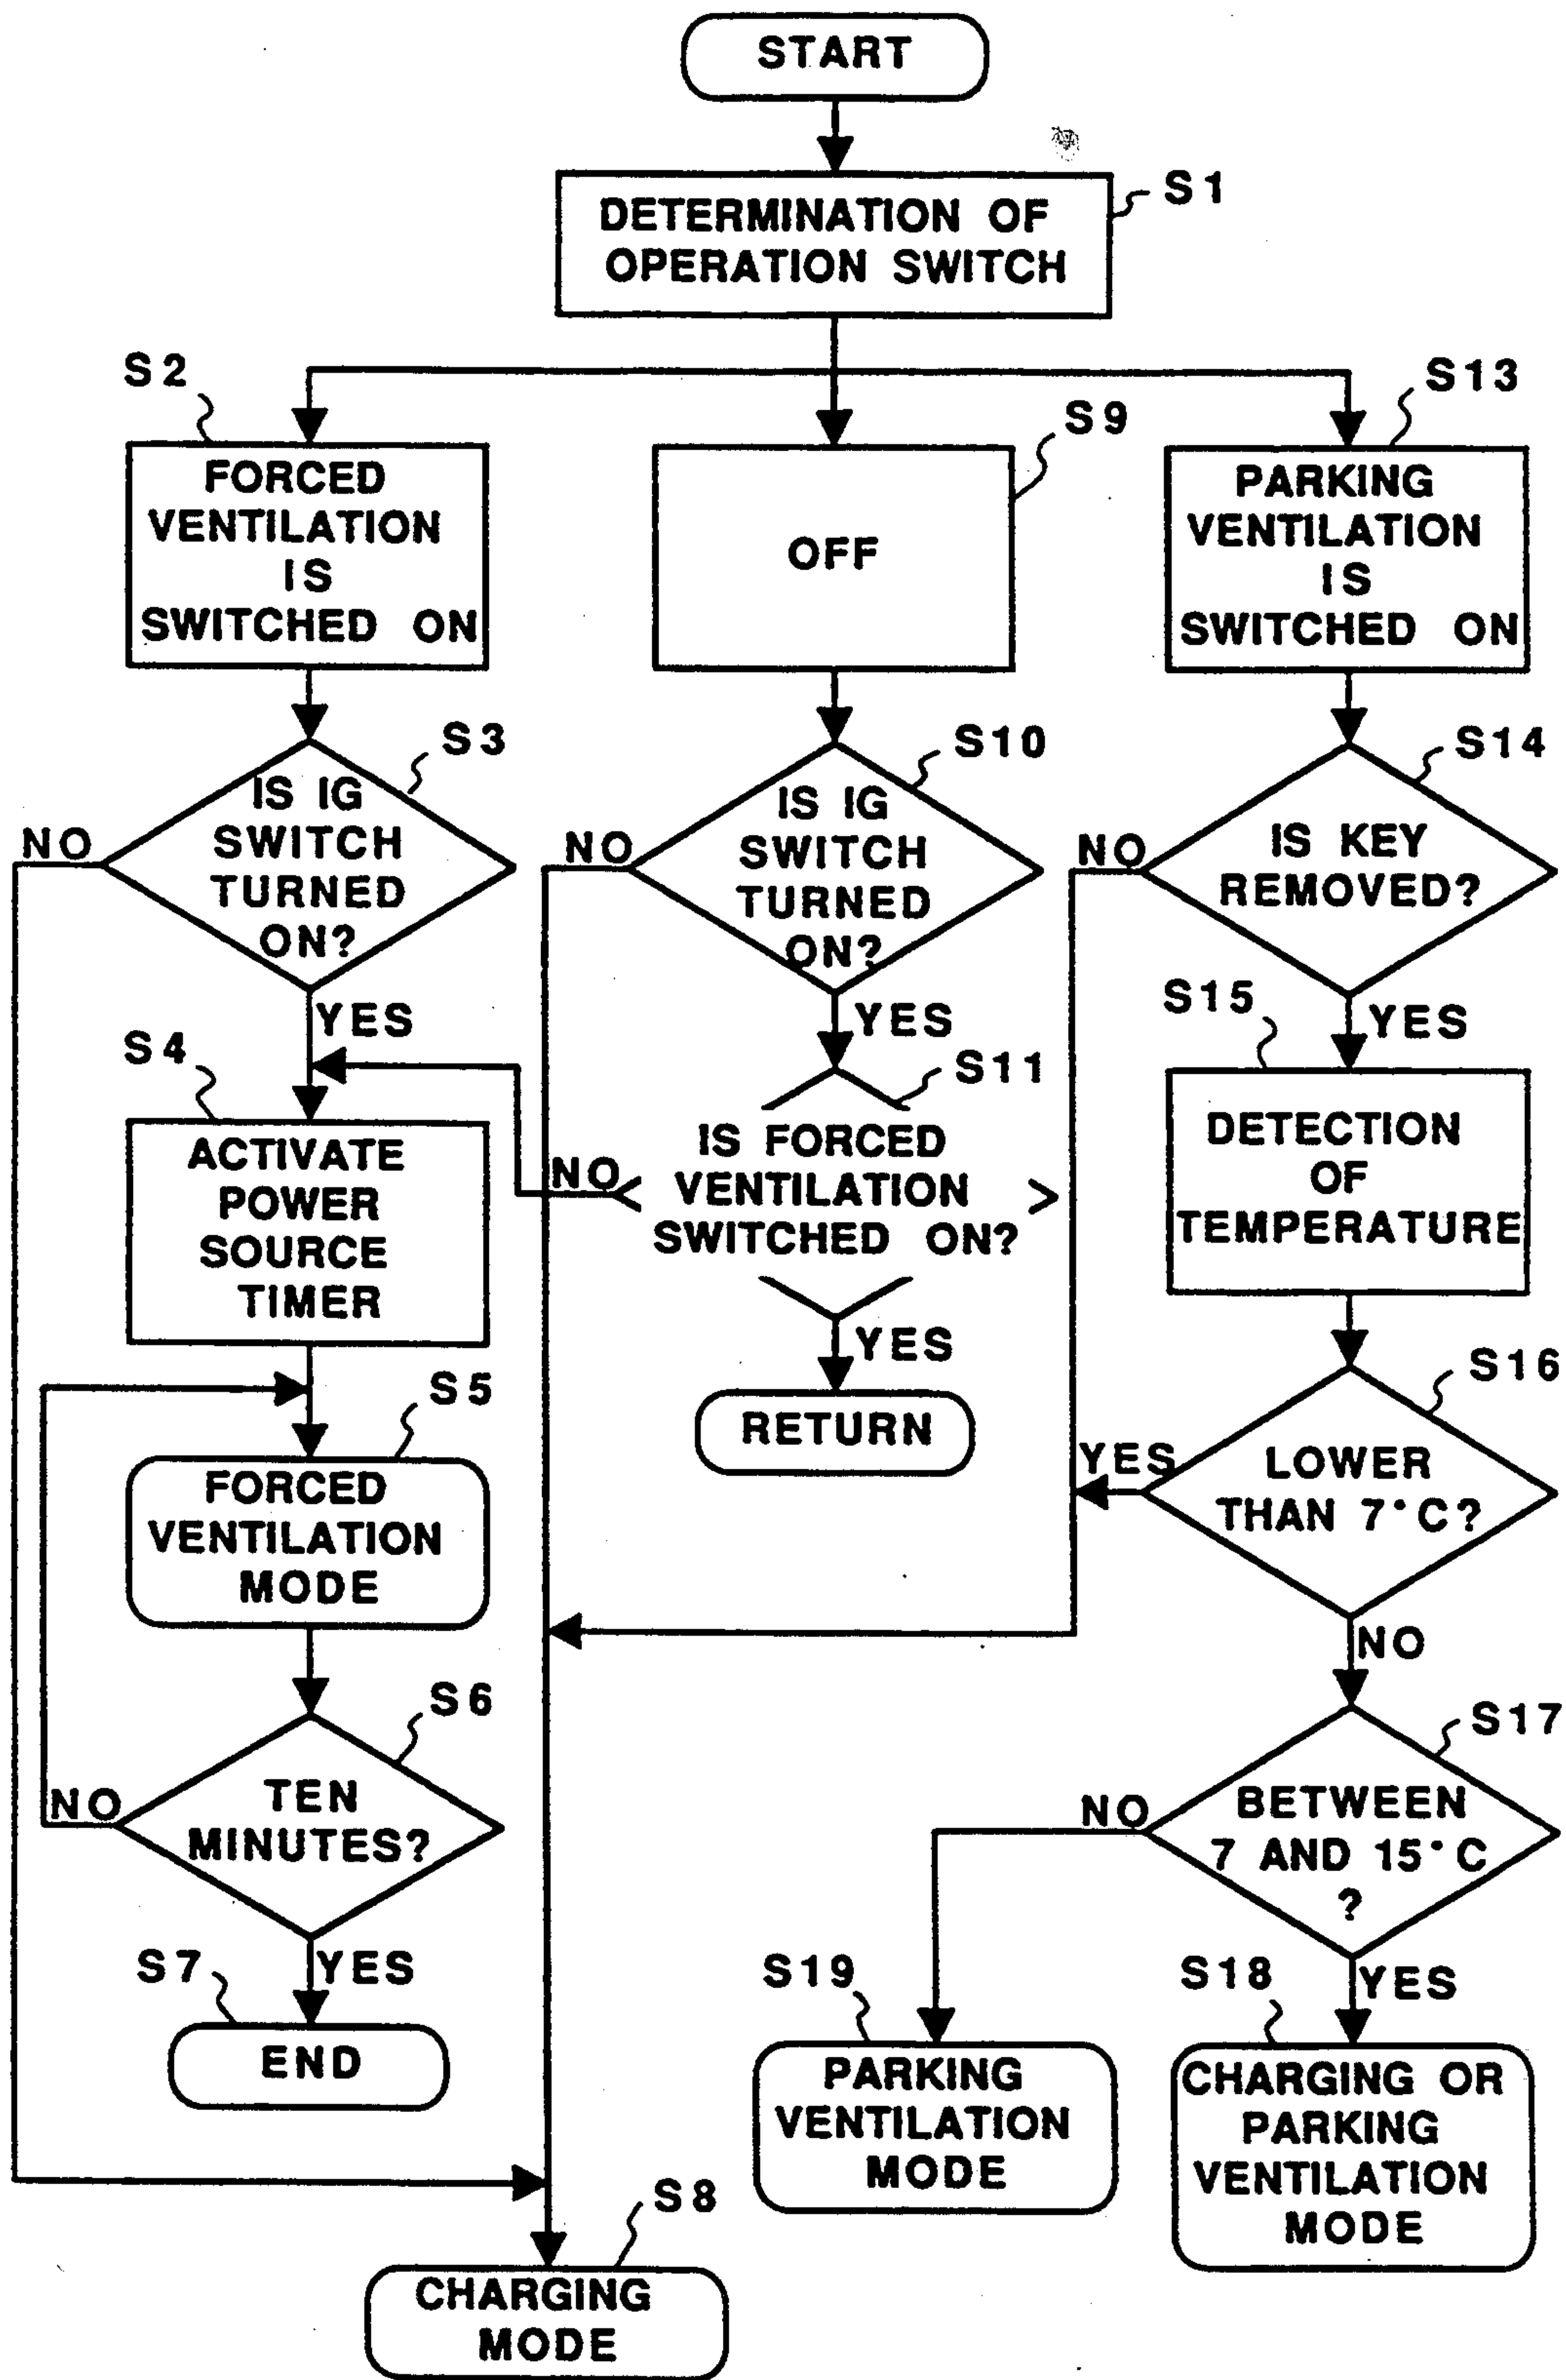 START
S1
DETERMINATION OF
OPERATION SWITCH
S2
FORCED
VENTILATION
IS
SWITCHED ON
S9
OFF
S13
PARKING
VENTILATION
IS
SWITCHED ON
S3
IS IG
SWITCH
TURNED
ON?
NO
YES
S10
IS IG
SWITCH
TURNED
ON?
NO
YES
S14
IS KEY
REMOVED?
NO
YES
S4
ACTIVATE
POWER
SOURCE
TIMER
S11
IS FORCED
VENTILATION
SWITCHED ON?
NO
YES
RETURN
S15
DETECTION
OF
TEMPERATURE
S5
FORCED
VENTILATION
MODE
S16
LOWER
THAN 7°C?
YES
NO
S6
TEN
MINUTES?
NO
YES
S17
BETWEEN
7 AND 15°C
?
NO
YES
S7
END
S19
PARKING
VENTILATION
MODE
S18
CHARGING OR
PARKING
VENTILATION
MODE
S8
CHARGING
MODE